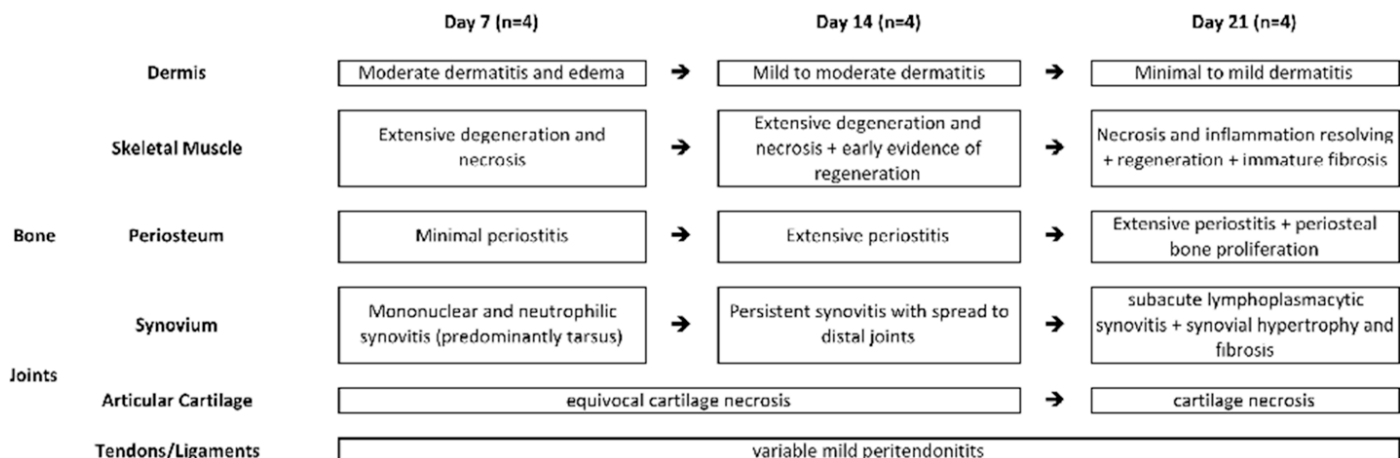 Day 7 (n=4) Day 14 (n=4) Day 21 (n=4)
Dermis
Moderate dermatitis and edema → Mild to moderate dermatitis → Minimal to mild dermatitis
Skeletal Muscle
Extensive degeneration and
necrosis
→
Extensive degeneration and
necrosis + early evidence of
regeneration
→
Necrosis and inflammation resolving
+ regeneration + immature fibrosis
Bone
Periosteum
Minimal periostitis
→
Extensive periostitis
→
Extensive periostitis + periosteal
bone proliferation
Joints
Synovium
Mononuclear and neutrophilic
synovitis (predominantly tarsus)
→
Persistent synovitis with spread to
distal joints
→
subacute lymphoplasmacytic
synovitis + synovial hypertrophy and
fibrosis
Articular Cartilage
equivocal cartilage necrosis → cartilage necrosis
Tendons/Ligaments
variable mild peritendonitits